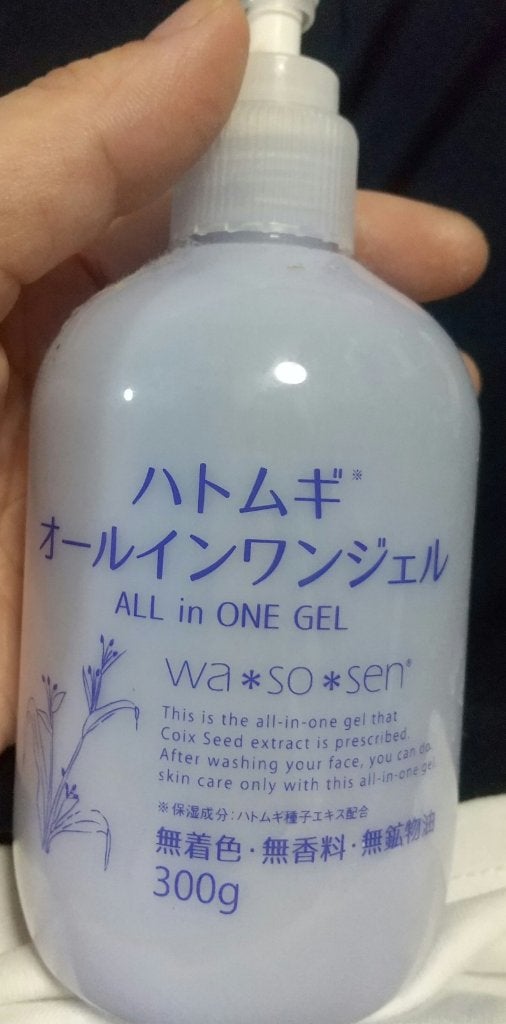 ハトムギ※
オールインワンジェル
ALL in ONE GEL
wa*so*sen®
This is the all-in-one gel that
Coix Seed extract is prescribed.
After washing your face, you can do
skin care only with this all-in-one gel.
※保湿成分:ハトムギ種子エキス配合
無着色・無香料・無鉱物油
300g